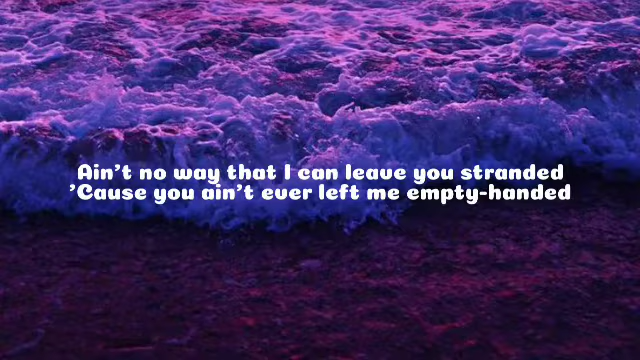 Ain't no way that I can leave you stranded
'Cause you ain't ever left me empty-handed